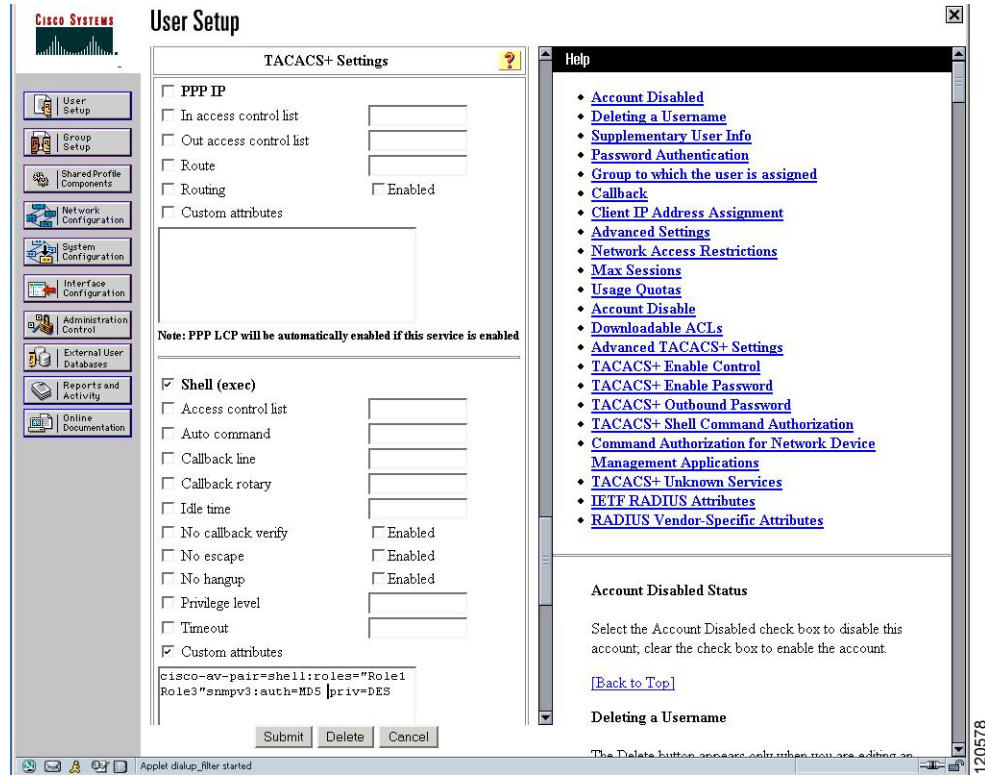 CISCO SYSTEMS
User Setup
User
Setup
Group
Setup
Shared Profile
Components
Network
Configuration
System
Configuration
Interface
Configuration
Administration
Control
External User
Databases
Reports and
Activity
Online
Documentation
TACACS+ Settings
?
PPP IP
In access control list
Out access control list
Route
Routing Enabled
Custom attributes
Note: PPP LCP will be automatically enabled if this service is enabled
Shell (exec)
Access control list
Auto command
Callback line
Callback rotary
Idle time
No callback verify Enabled
No escape Enabled
No hangup Enabled
Privilege level
Timeout
Custom attributes
cisco-av-pair=shell:roles="Role1
Role3"snmpv3:auth=MD5 priv=DES
Submit Delete Cancel
Help
Account Disabled
Deleting a Username
Supplementary User Info
Password Authentication
Group to which the user is assigned
Callback
Client IP Address Assignment
Advanced Settings
Network Access Restrictions
Max Sessions
Usage Quotas
Account Disable
Downloadable ACLs
Advanced TACACS+ Settings
TACACS+ Enable Control
TACACS+ Enable Password
TACACS+ Outbound Password
TACACS+ Shell Command Authorization
Command Authorization for Network Device
Management Applications
TACACS+ Unknown Services
IETF RADIUS Attributes
RADIUS Vendor-Specific Attributes
Account Disabled Status
Select the Account Disabled check box to disable this
account; clear the check box to enable the account.
[Back to Top]
Deleting a Username
The Delete button appears only when you are editing an
Applet dialup_filter started
120578